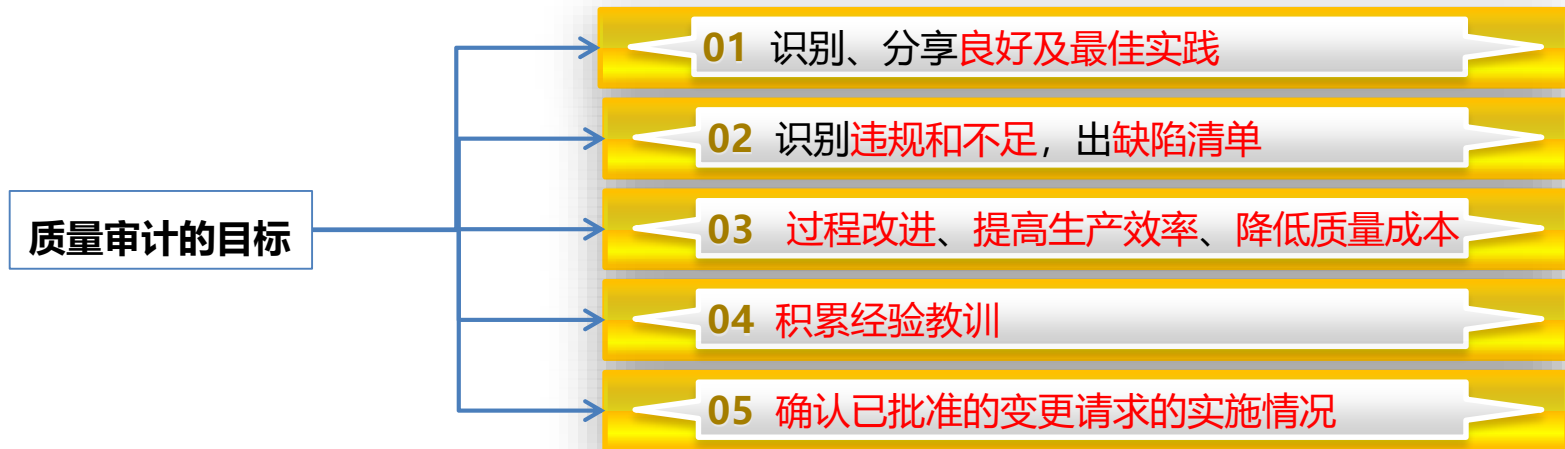 01 识别、分享良好及最佳实践
02 识别违规和不足，出缺陷清单
质量审计的目标
03 过程改进、提高生产效率、降低质量成本
04 积累经验教训
05 确认已批准的变更请求的实施情况